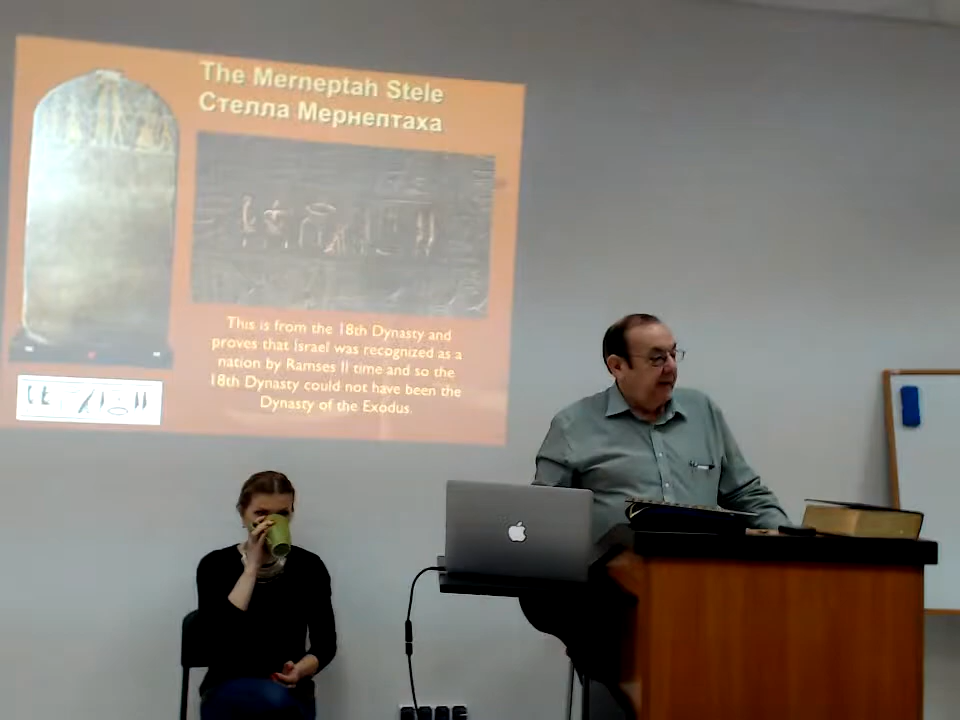 The Merneptah Stele
Стелла Мернептаха
This is from the 18th Dynasty and
proves that Israel was recognized as a
nation by Ramses II time and so the
18th Dynasty could not have been the
Dynasty of the Exodus.